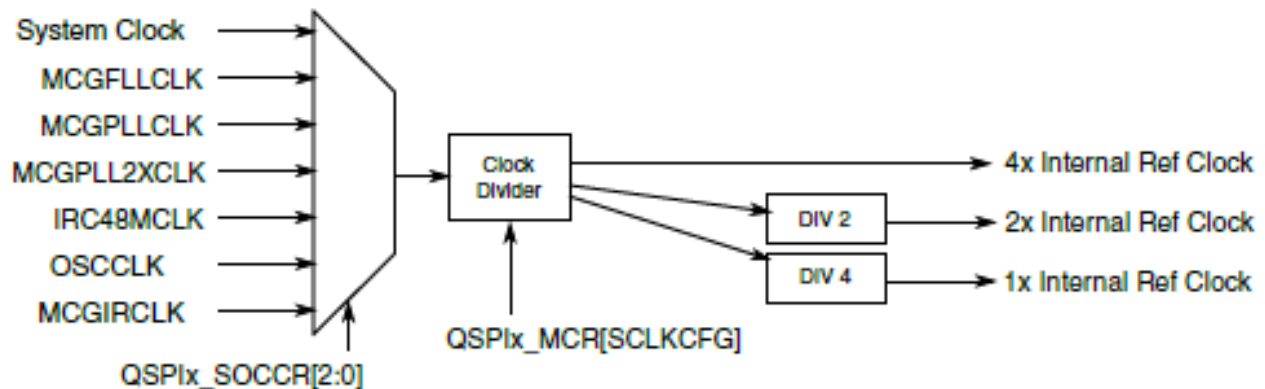 System Clock
MCGFLLCLK
MCGPLLCLK
MCGPLL2XCLK
IRC48MCLK
OSCCLK
MCGIRCLK
QSPIx_SOCCR[2:0]
Clock
Divider
QSPIx_MCR[SCLKCFG]
4x Internal Ref Clock
DIV 2
2x Internal Ref Clock
DIV 4
1x Internal Ref Clock